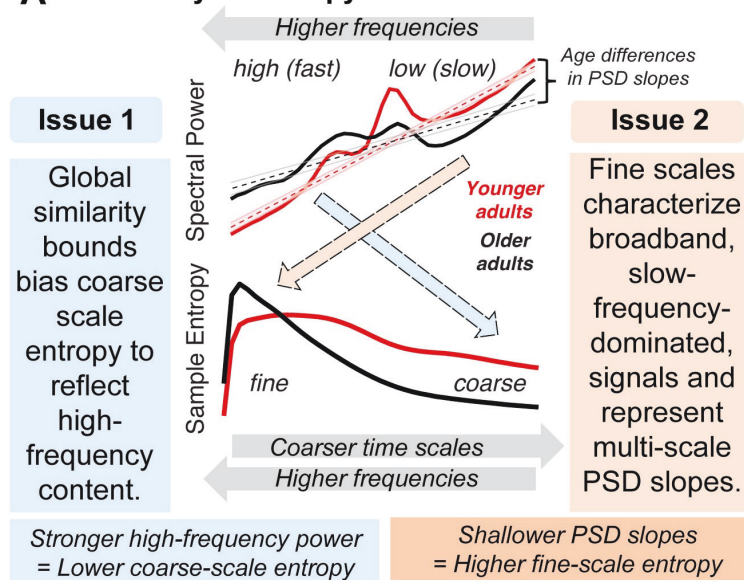 Higher frequencies
high (fast)
low (slow)
Age differences
in PSD slopes
Spectral Power
Issue 1
Global
similarity
bounds
bias coarse
scale
entropy to
reflect
high-
frequency
content.
Younger
adults
Older
adults
Issue 2
Fine scales
characterize
broadband,
slow-
frequency-
dominated,
signals and
represent
multi-scale
PSD slopes.
Sample Entropy
fine
coarse
Coarser time scales
Higher frequencies
Stronger high-frequency power
= Lower coarse-scale entropy
Shallower PSD slopes
= Higher fine-scale entropy